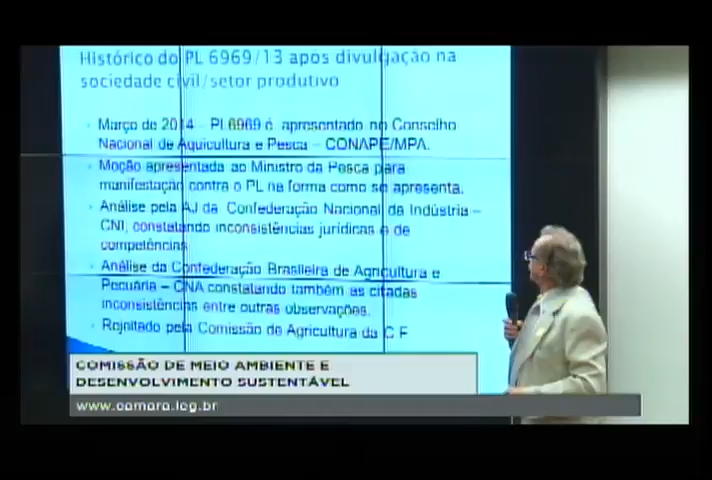 Histórico do PL 6969/13 após divulgação na
sociedade civil/setor produtivo
Março de 2014 – PL 6969 é apresentado no Conselho
Nacional de Aquicultura e Pesca – CONAPE/MPA.
Moção apresentada ao Ministro da Pesca para
manifestação contra o PL na forma como se apresenta.
Análise pela AJ da Confederação Nacional da Indústria –
CNI, constatando inconsistências jurídicas e de
competências
Análise da Confederação Brasileira de Agricultura e
Pecuária – CNA constatando também as citadas
inconsistências entre outras observações.
Rejeitado pela Comissão de Agricultura da C F
COMISSÃO DE MEIO AMBIENTE E
DESENVOLVIMENTO SUSTENTÁVEL
www.camara.leg.br